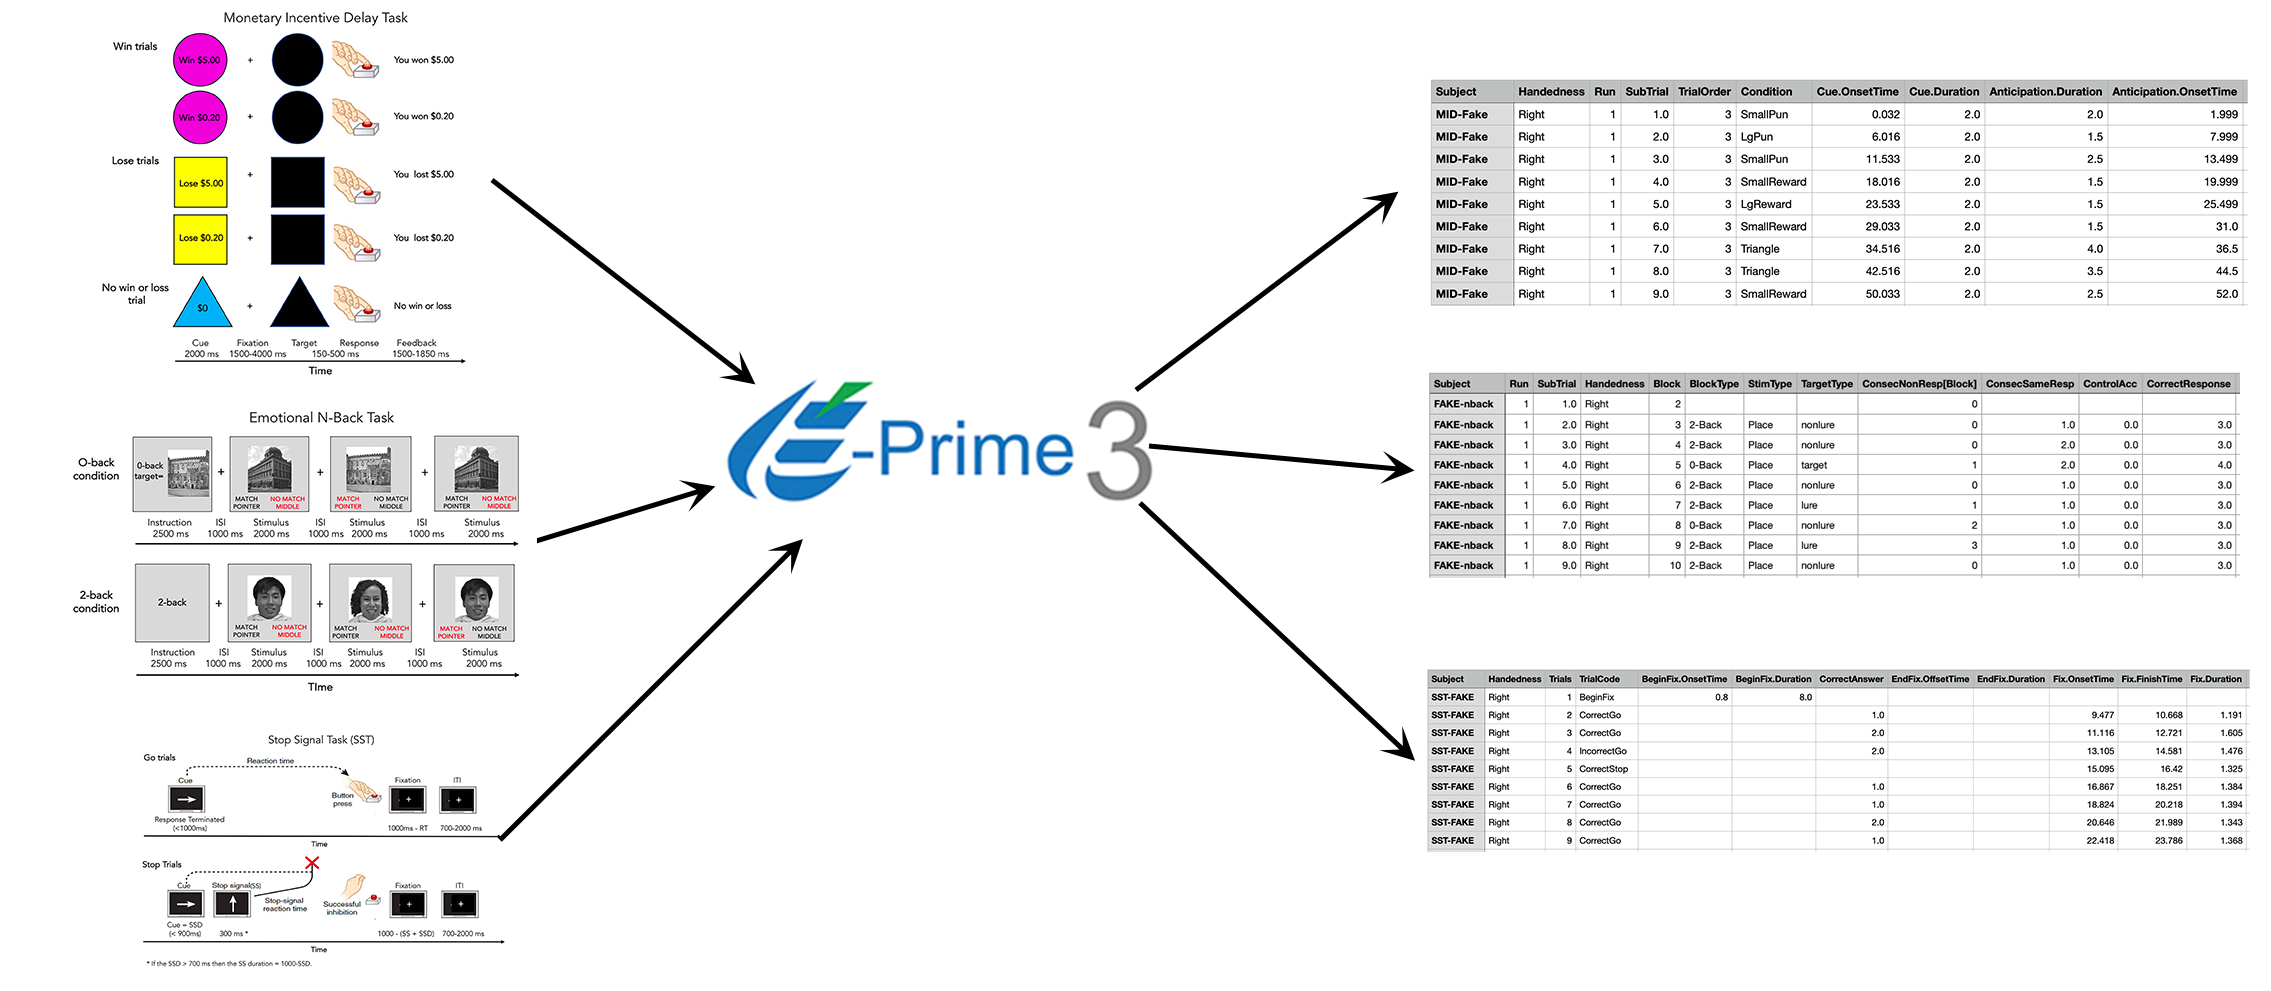 Monetary Incentive Delay Task
Win trials
Win $5.00 + You won $5.00
Win $0.20 + You won $0.20
Lose trials
Lose $5.00 + You lost $5.00
Lose $0.20 + You lost $0.20
No win or loss
trial
$0 + No win or loss
Cue Fixation Target Response Feedback
2000 ms 1500-4000 ms 150-500 ms 1500-1850 ms
Time
Emotional N-Back Task
O-back
condition
0-back
target=
+ + +
MATCH NO MATCH MATCH NO MATCH MATCH NO MATCH
POINTER MIDDLE POINTER MIDDLE POINTER MIDDLE
Instruction ISI Stimulus ISI Stimulus ISI Stimulus
2500 ms 1000 ms 2000 ms 1000 ms 2000 ms 1000 ms 2000 ms
2-back
condition
2-back + + +
MATCH NO MATCH MATCH NO MATCH MATCH NO MATCH
POINTER MIDDLE POINTER MIDDLE POINTER MIDDLE
Instruction ISI Stimulus ISI Stimulus ISI Stimulus
2500 ms 1000 ms 2000 ms 1000 ms 2000 ms 1000 ms 2000 ms
TIme
Stop Signal Task (SST)
Go trials
Reaction time
Cue Fixation ITI
Button
press
Response Terminated
(<1000ms) 1000ms - RT 700-2000 ms
Time
Stop Trials
Cue Stop signal(SS) Fixation ITI
Stop-signal
reaction time
Successful
inhibition
Cue = SSD
(< 900ms) 300 ms * 1000 - (SS + SSD) 700-2000 ms
Time
* If the SSD > 700 ms then the SS duration = 1000-SSD.
E-Prime 3
Subject Handedness Run SubTrial TrialOrder Condition Cue.OnsetTime Cue.Duration Anticipation.Duration Anticipation.OnsetTime
MID-Fake Right 1 1.0 3 SmallPun 0.032 2.0 2.0 1.999
MID-Fake Right 1 2.0 3 LgPun 6.016 2.0 1.5 7.999
MID-Fake Right 1 3.0 3 SmallPun 11.533 2.0 2.5 13.499
MID-Fake Right 1 4.0 3 SmallReward 18.016 2.0 1.5 19.999
MID-Fake Right 1 5.0 3 LgReward 23.533 2.0 1.5 25.499
MID-Fake Right 1 6.0 3 SmallReward 29.033 2.0 1.5 31.0
MID-Fake Right 1 7.0 3 Triangle 34.516 2.0 4.0 36.5
MID-Fake Right 1 8.0 3 Triangle 42.516 2.0 3.5 44.5
MID-Fake Right 1 9.0 3 SmallReward 50.033 2.0 2.5 52.0
Subject Run SubTrial Handedness Block BlockType StimType TargetType ConsecNonResp[Block] ConsecSameResp ControlAcc CorrectResponse
FAKE-nback 1 1.0 Right 2 0
FAKE-nback 1 2.0 Right 3 2-Back Place nonlure 0 1.0 0.0 3.0
FAKE-nback 1 3.0 Right 4 2-Back Place nonlure 0 2.0 0.0 3.0
FAKE-nback 1 4.0 Right 5 0-Back Place target 1 2.0 0.0 4.0
FAKE-nback 1 5.0 Right 6 2-Back Place nonlure 0 1.0 0.0 3.0
FAKE-nback 1 6.0 Right 7 2-Back Place lure 1 1.0 0.0 3.0
FAKE-nback 1 7.0 Right 8 0-Back Place nonlure 2 1.0 0.0 3.0
FAKE-nback 1 8.0 Right 9 2-Back Place lure 3 1.0 0.0 3.0
FAKE-nback 1 9.0 Right 10 2-Back Place nonlure 0 1.0 0.0 3.0
Subject Handedness Trials TrialCode BeginFix.OnsetTime BeginFix.Duration CorrectAnswer EndFix.OffsetTime EndFix.Duration Fix.OnsetTime Fix.FinishTime Fix.Duration
SST-FAKE Right 1 BeginFix 0.8 8.0
SST-FAKE Right 2 CorrectGo 1.0 9.477 10.668 1.191
SST-FAKE Right 3 CorrectGo 2.0 11.116 12.721 1.605
SST-FAKE Right 4 IncorrectGo 2.0 13.105 14.581 1.476
SST-FAKE Right 5 CorrectStop 15.095 16.42 1.325
SST-FAKE Right 6 CorrectGo 1.0 16.867 18.251 1.384
SST-FAKE Right 7 CorrectGo 1.0 18.824 20.218 1.394
SST-FAKE Right 8 CorrectGo 2.0 20.646 21.989 1.343
SST-FAKE Right 9 CorrectGo 1.0 22.418 23.786 1.368